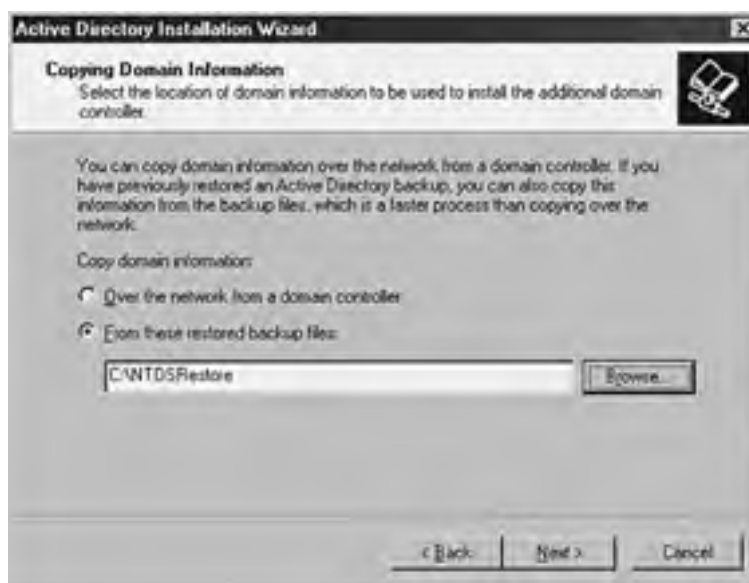 Active Directory Installation Wizard
Copying Domain Information
Select the location of domain information to be used to install the additional domain
controller.
You can copy domain information over the network from a domain controller. If you
have previously restored an Active Directory backup, you can also copy this
information from the backup files, which is a faster process than copying over the
network.
Copy domain information:
Over the network from a domain controller
From these restored backup files:
C:\NTDSRestore
Browse...
< Back
Next >
Cancel